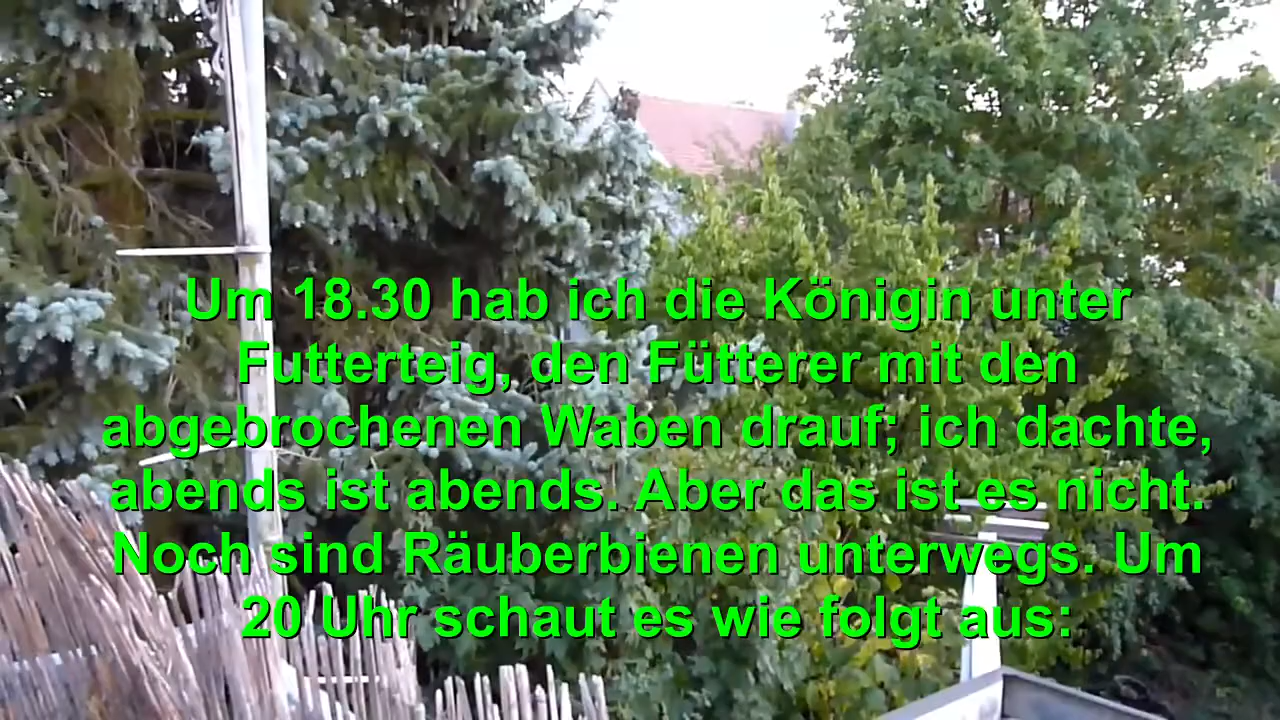 Um 18.30 hab ich die Königin unter
Futterteig, den Fütterer mit den
abgebrochenen Waben drauf; ich dachte,
abends ist abends. Aber das ist es nicht.
Noch sind Räuberbienen unterwegs. Um
20 Uhr schaut es wie folgt aus: